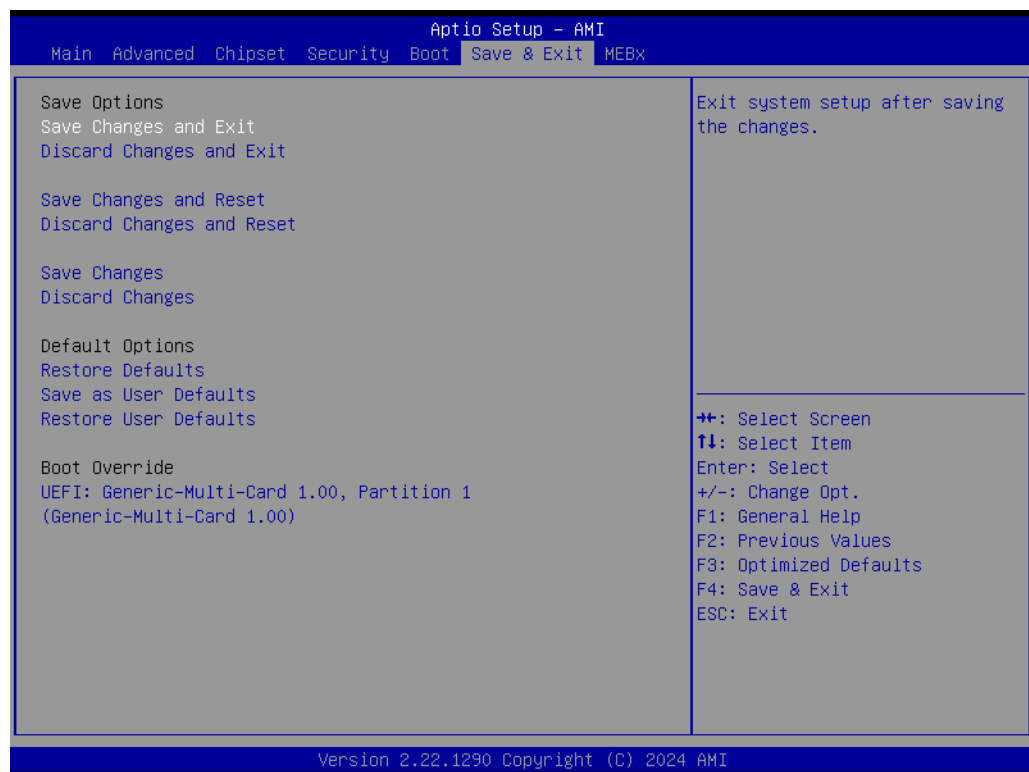 Aptio Setup – AMI
Main Advanced Chipset Security Boot Save & Exit MEBx
Save Options
Save Changes and Exit
Discard Changes and Exit
Save Changes and Reset
Discard Changes and Reset
Save Changes
Discard Changes
Default Options
Restore Defaults
Save as User Defaults
Restore User Defaults
Boot Override
UEFI: Generic-Multi-Card 1.00, Partition 1
(Generic-Multi-Card 1.00)
Exit system setup after saving
the changes.
→←: Select Screen
↑↓: Select Item
Enter: Select
+/-: Change Opt.
F1: General Help
F2: Previous Values
F3: Optimized Defaults
F4: Save & Exit
ESC: Exit
Version 2.22.1290 Copyright (C) 2024 AMI